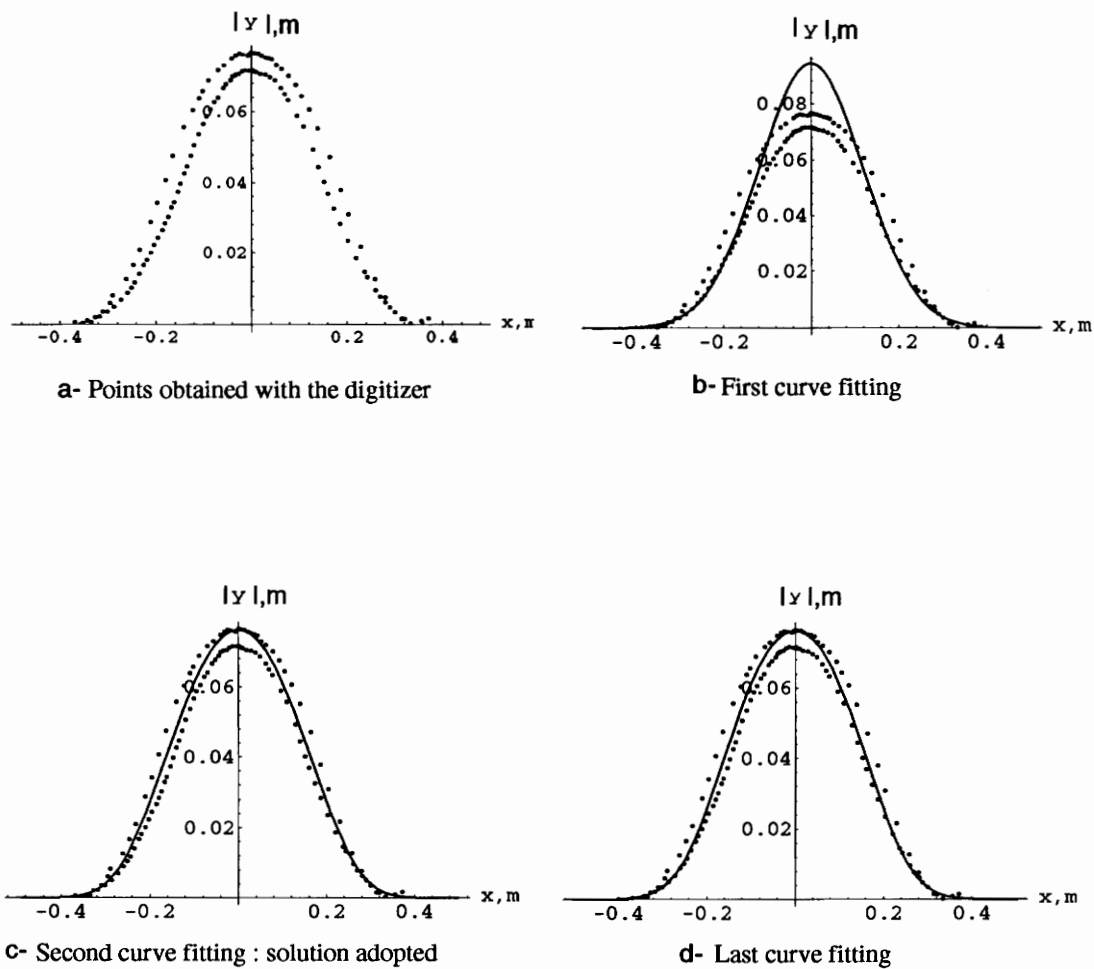 |y|,m
0.06
0.04
0.02
-0.4 -0.2 0.2 0.4 x,π
a- Points obtained with the digitizer
|y|,m
0.08
0.06
0.04
0.02
-0.4 -0.2 0.2 0.4 x,m
b- First curve fitting
|y|,m
0.06
0.04
0.02
-0.4 -0.2 0.2 0.4 x,m
c- Second curve fitting : solution adopted
|y|,m
0.06
0.04
0.02
-0.4 -0.2 0.2 0.4 x,m
d- Last curve fitting